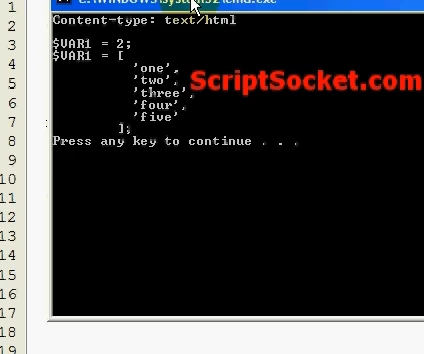 1
2
3
4
5
6
7
8
9
10
11
12
13
14
15
16
17
18
19
Content-type: text/html
$VAR1 = 2;
$VAR1 = [
'one',
'two',
'three',
'four',
'five'
];
Press any key to continue . . .
ScriptSocket.com